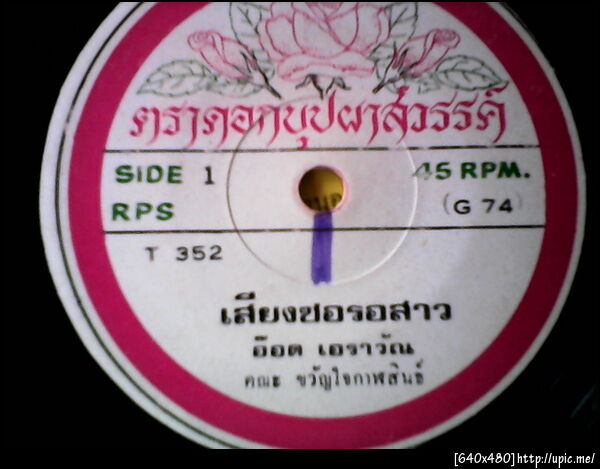 ตราดอกบุปผาสวรรค์
SIDE 1 45 RPM.
RPS (G 74)
T 352
เสียงซอรอสาว
อ๊อด เอราวัณ
คณะ ขวัญใจกาฬสินธุ์
[640x480]http://upic.me/